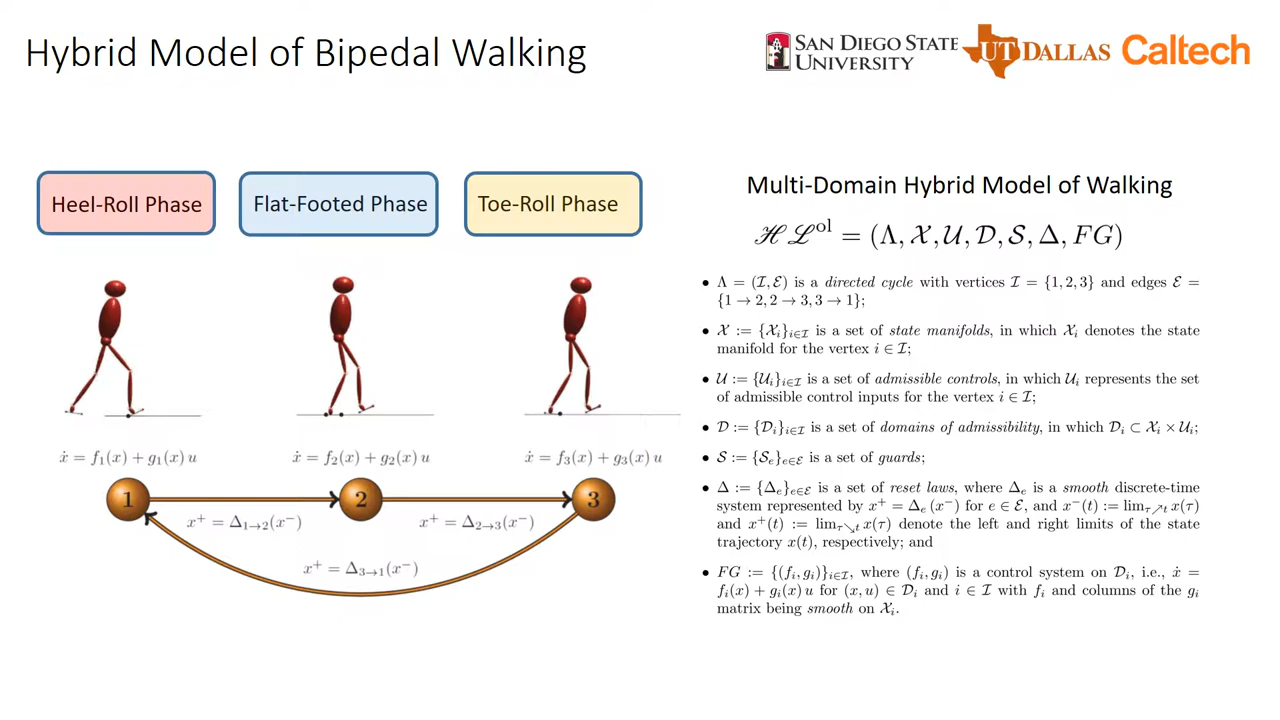 Hybrid Model of Bipedal Walking
SAN DIEGO STATE
UNIVERSITY
UT DALLAS
Caltech
Heel-Roll Phase
Flat-Footed Phase
Toe-Roll Phase
ẋ = f₁(x) + g₁(x) u
ẋ = f₂(x) + g₂(x) u
ẋ = f₃(x) + g₃(x) u
1
2
3
x⁺ = Δ₁→₂(x⁻)
x⁺ = Δ₂→₃(x⁻)
x⁺ = Δ₃→₁(x⁻)
Multi-Domain Hybrid Model of Walking
ℋℒᵒˡ = (Λ, 𝒳, 𝒰, 𝒟, 𝒮, Δ, FG)
• Λ = (ℐ, ℰ) is a directed cycle with vertices ℐ = {1, 2, 3} and edges ℰ =
{1 → 2, 2 → 3, 3 → 1};
• 𝒳 := {𝒳ᵢ}ᵢ∈ℐ is a set of state manifolds, in which 𝒳ᵢ denotes the state
manifold for the vertex i ∈ ℐ;
• 𝒰 := {𝒰ᵢ}ᵢ∈ℐ is a set of admissible controls, in which 𝒰ᵢ represents the set
of admissible control inputs for the vertex i ∈ ℐ;
• 𝒟 := {𝒟ᵢ}ᵢ∈ℐ is a set of domains of admissibility, in which 𝒟ᵢ ⊂ 𝒳ᵢ × 𝒰ᵢ;
• 𝒮 := {𝒮ₑ}ₑ∈ℰ is a set of guards;
• Δ := {Δₑ}ₑ∈ℰ is a set of reset laws, where Δₑ is a smooth discrete-time
system represented by x⁺ = Δₑ (x⁻) for e ∈ ℰ, and x⁻(t) := lim_{τ↗t} x(τ)
and x⁺(t) := lim_{τ↘t} x(τ) denote the left and right limits of the state
trajectory x(t), respectively; and
• FG := {(fᵢ, gᵢ)}ᵢ∈ℐ, where (fᵢ, gᵢ) is a control system on 𝒟ᵢ, i.e., ẋ =
fᵢ(x) + gᵢ(x) u for (x, u) ∈ 𝒟ᵢ and i ∈ ℐ with fᵢ and columns of the gᵢ
matrix being smooth on 𝒳ᵢ.